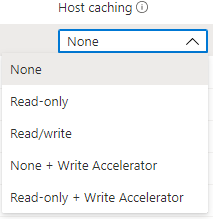 Host caching
None
None
Read-only
Read/write
None + Write Accelerator
Read-only + Write Accelerator